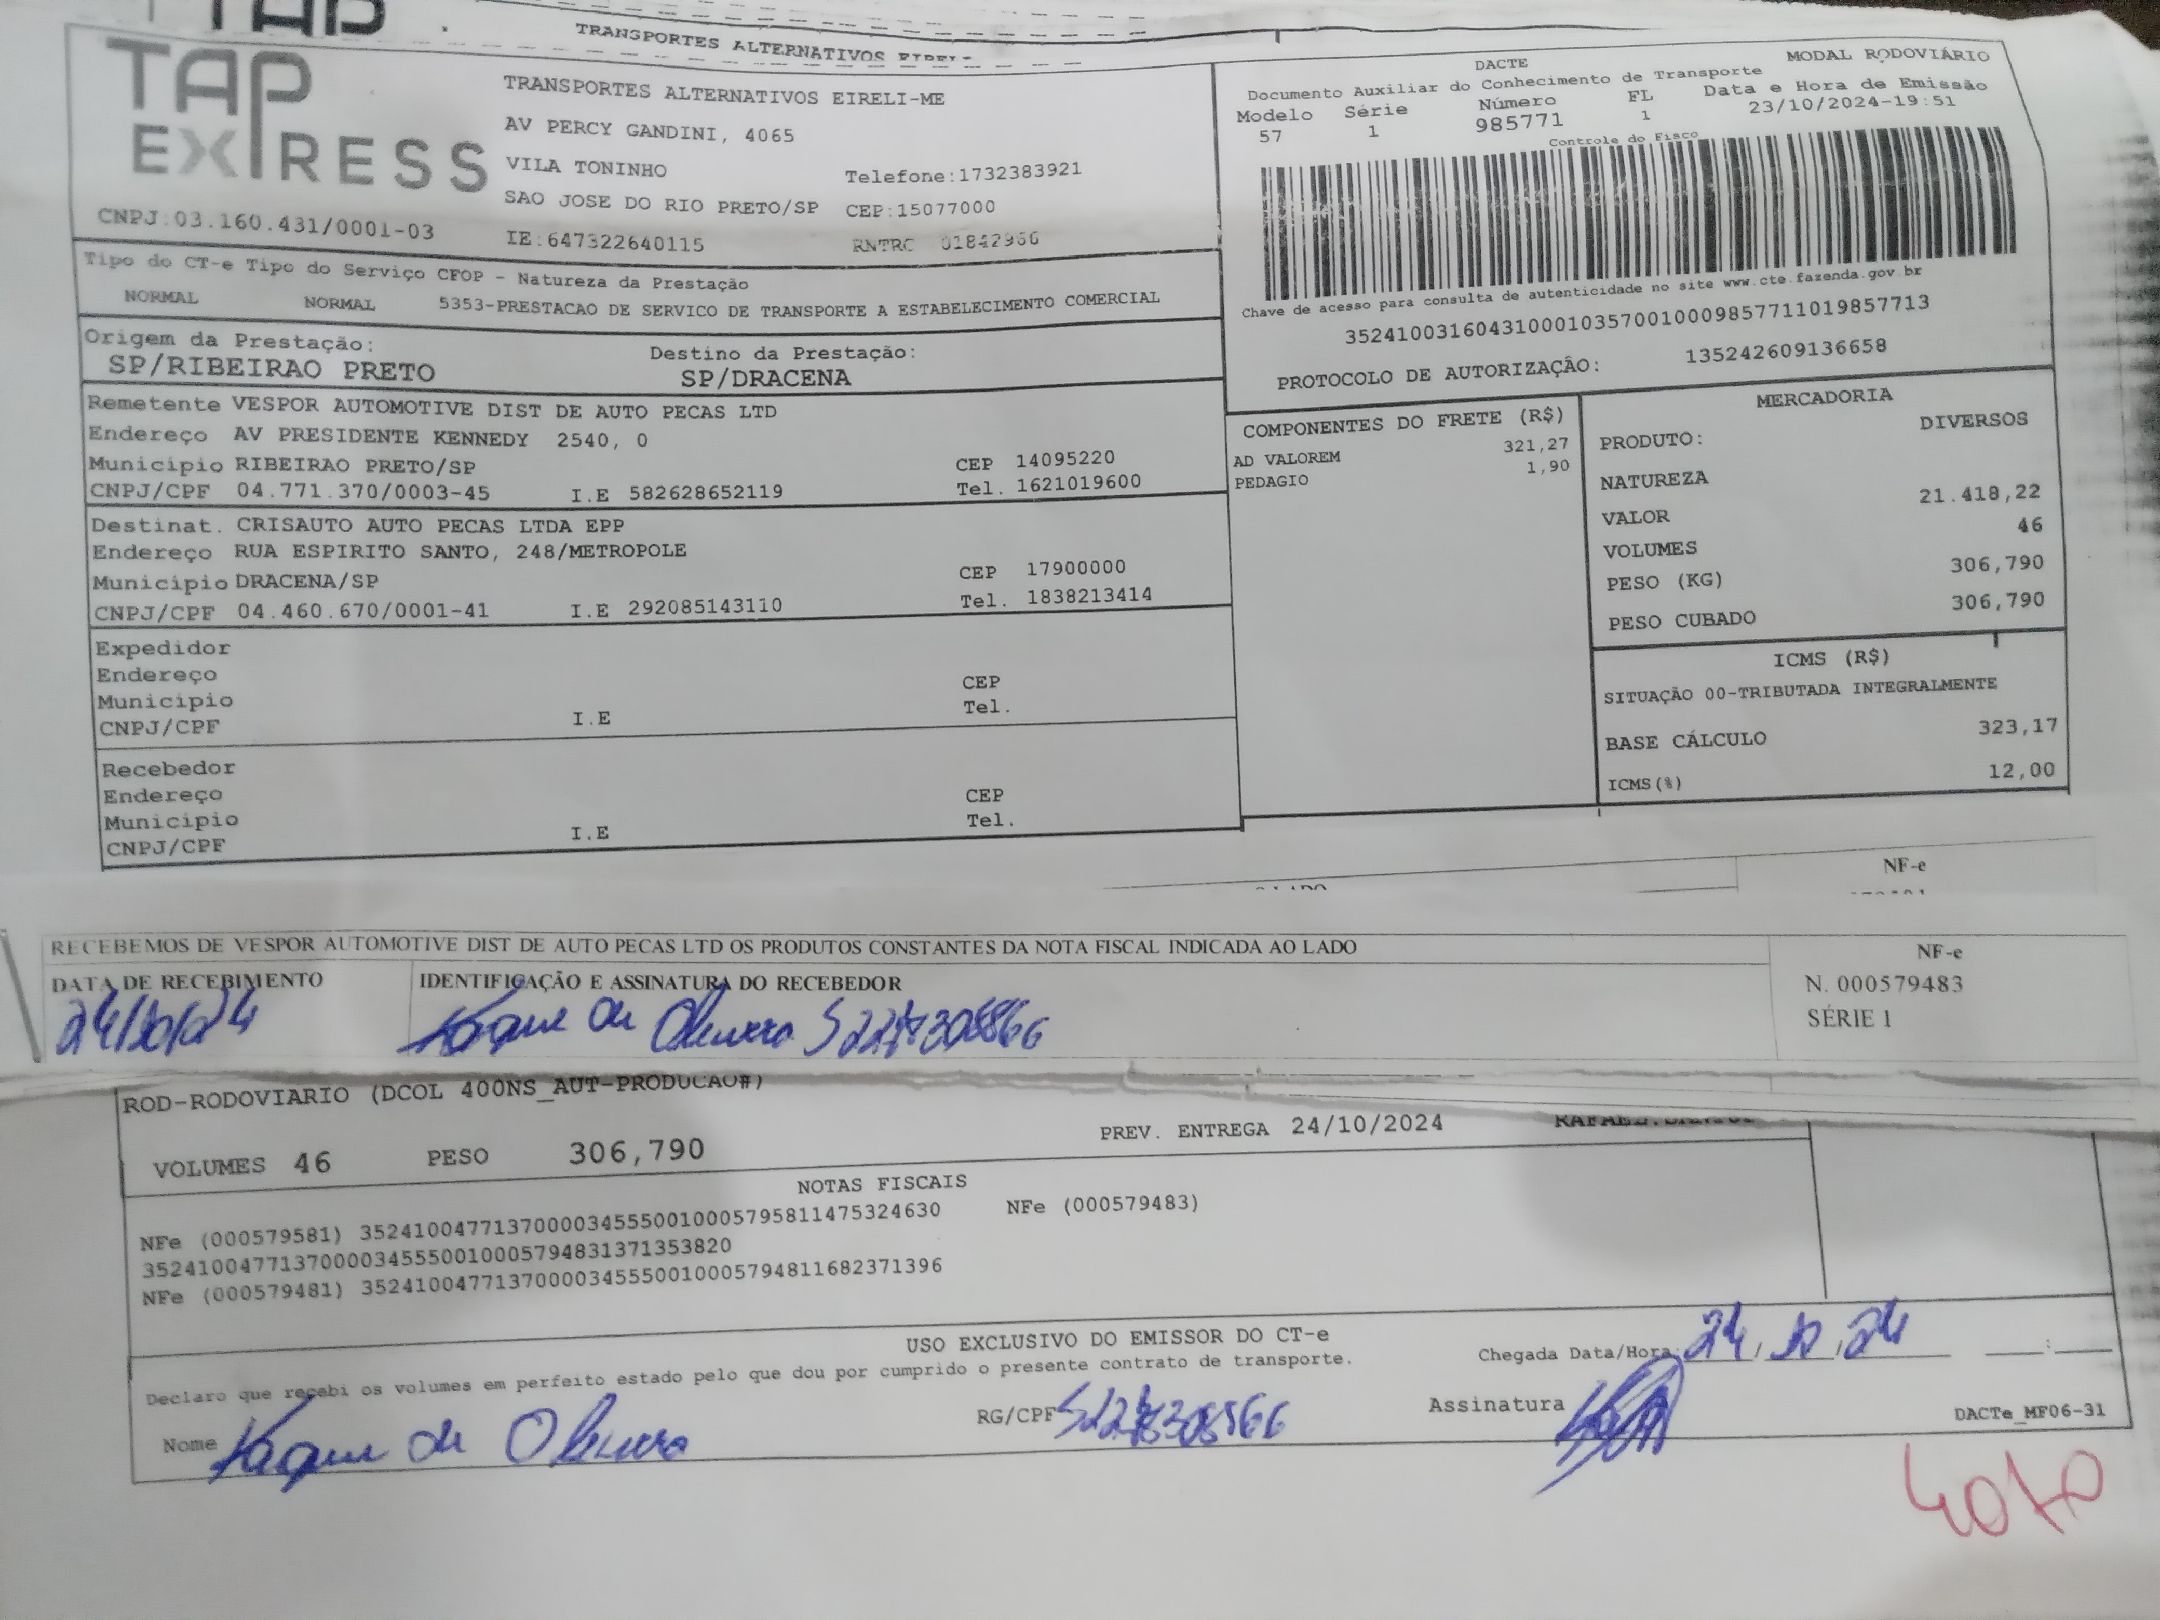 TAP
TRANSPORTES ALTERNATIVOS EIRELI-
TAP
EXPRESS
TRANSPORTES ALTERNATIVOS EIRELI-ME
AV PERCY GANDINI, 4065
VILA TONINHO Telefone:1732383921
SAO JOSE DO RIO PRETO/SP CEP:15077000
CNPJ:03.160.431/0001-03 IE:647322640115 RNTRC 01842966
DACTE MODAL RODOVIÁRIO
Documento Auxiliar do Conhecimento de Transporte
Modelo Série Número FL Data e Hora de Emissão
57 1 985771 1 23/10/2024-19:51
Controle do Fisco
Chave de acesso para consulta de autenticidade no site www.cte.fazenda.gov.br
35241003160431000103570010009857711019857713
PROTOCOLO DE AUTORIZAÇÃO: 135242609136658
Tipo do CT-e Tipo do Serviço CFOP - Natureza da Prestação
NORMAL NORMAL 5353-PRESTACAO DE SERVICO DE TRANSPORTE A ESTABELECIMENTO COMERCIAL
Origem da Prestação: Destino da Prestação:
SP/RIBEIRAO PRETO SP/DRACENA
Remetente VESPOR AUTOMOTIVE DIST DE AUTO PECAS LTD
Endereço AV PRESIDENTE KENNEDY 2540, 0
Município RIBEIRAO PRETO/SP CEP 14095220
CNPJ/CPF 04.771.370/0003-45 I.E 582628652119 Tel. 1621019600
Destinat. CRISAUTO AUTO PECAS LTDA EPP
Endereço RUA ESPIRITO SANTO, 248/METROPOLE
Município DRACENA/SP CEP 17900000
CNPJ/CPF 04.460.670/0001-41 I.E 292085143110 Tel. 1838213414
Expedidor
Endereço
Município CEP
CNPJ/CPF I.E Tel.
Recebedor
Endereço
Município CEP
CNPJ/CPF I.E Tel.
COMPONENTES DO FRETE (R$)
AD VALOREM 321,27
PEDAGIO 1,90
MERCADORIA
PRODUTO: DIVERSOS
NATUREZA
VALOR 21.418,22
VOLUMES 46
PESO (KG) 306,790
PESO CUBADO 306,790
ICMS (R$)
SITUAÇÃO 00-TRIBUTADA INTEGRALMENTE
BASE CÁLCULO 323,17
ICMS(%) 12,00
NF-e
RECEBEMOS DE VESPOR AUTOMOTIVE DIST DE AUTO PECAS LTD OS PRODUTOS CONSTANTES DA NOTA FISCAL INDICADA AO LADO
DATA DE RECEBIMENTO IDENTIFICAÇÃO E ASSINATURA DO RECEBEDOR
24/10/24 de Oliveira
NF-e
N. 000579483
SÉRIE 1
ROD-RODOVIARIO (DCOL 400NS_AUT-PRODUCAO#)
VOLUMES 46 PESO 306,790 PREV. ENTREGA 24/10/2024
NOTAS FISCAIS
NFe (000579581) 35241004771370000345550010005795811475324630 NFe (000579483)
35241004771370000345550010005794831371353820
NFe (000579481) 35241004771370000345550010005794811682371396
USO EXCLUSIVO DO EMISSOR DO CT-e
Declaro que recebi os volumes em perfeito estado pelo que dou por cumprido o presente contrato de transporte. Chegada Data/Hora: 24/10/24 :
Nome de Oliveira RG/CPF Assinatura
DACTe_MF06-31